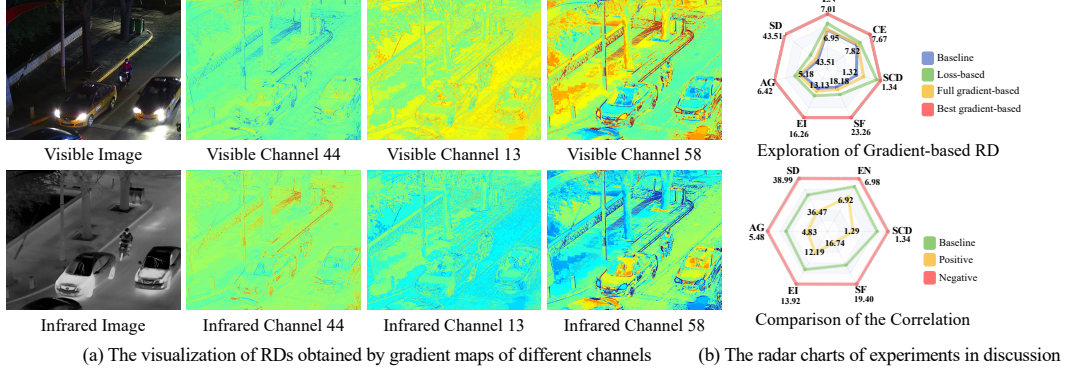 Visible Image
Visible Channel 44
Visible Channel 13
Visible Channel 58
Infrared Image
Infrared Channel 44
Infrared Channel 13
Infrared Channel 58
(a) The visualization of RDs obtained by gradient maps of different channels
7.01
SD
43.51
CE
7.67
6.95
7.82
43.51
5.18
1.32
13.13
18.18
AG
6.42
SCD
1.34
EI
16.26
SF
23.26
Baseline
Loss-based
Full gradient-based
Best gradient-based
Exploration of Gradient-based RD
SD
38.99
EN
6.98
6.92
36.47
4.83
1.29
12.19
16.74
AG
5.48
SCD
1.34
EI
13.92
SF
19.40
Baseline
Positive
Negative
Comparison of the Correlation
(b) The radar charts of experiments in discussion